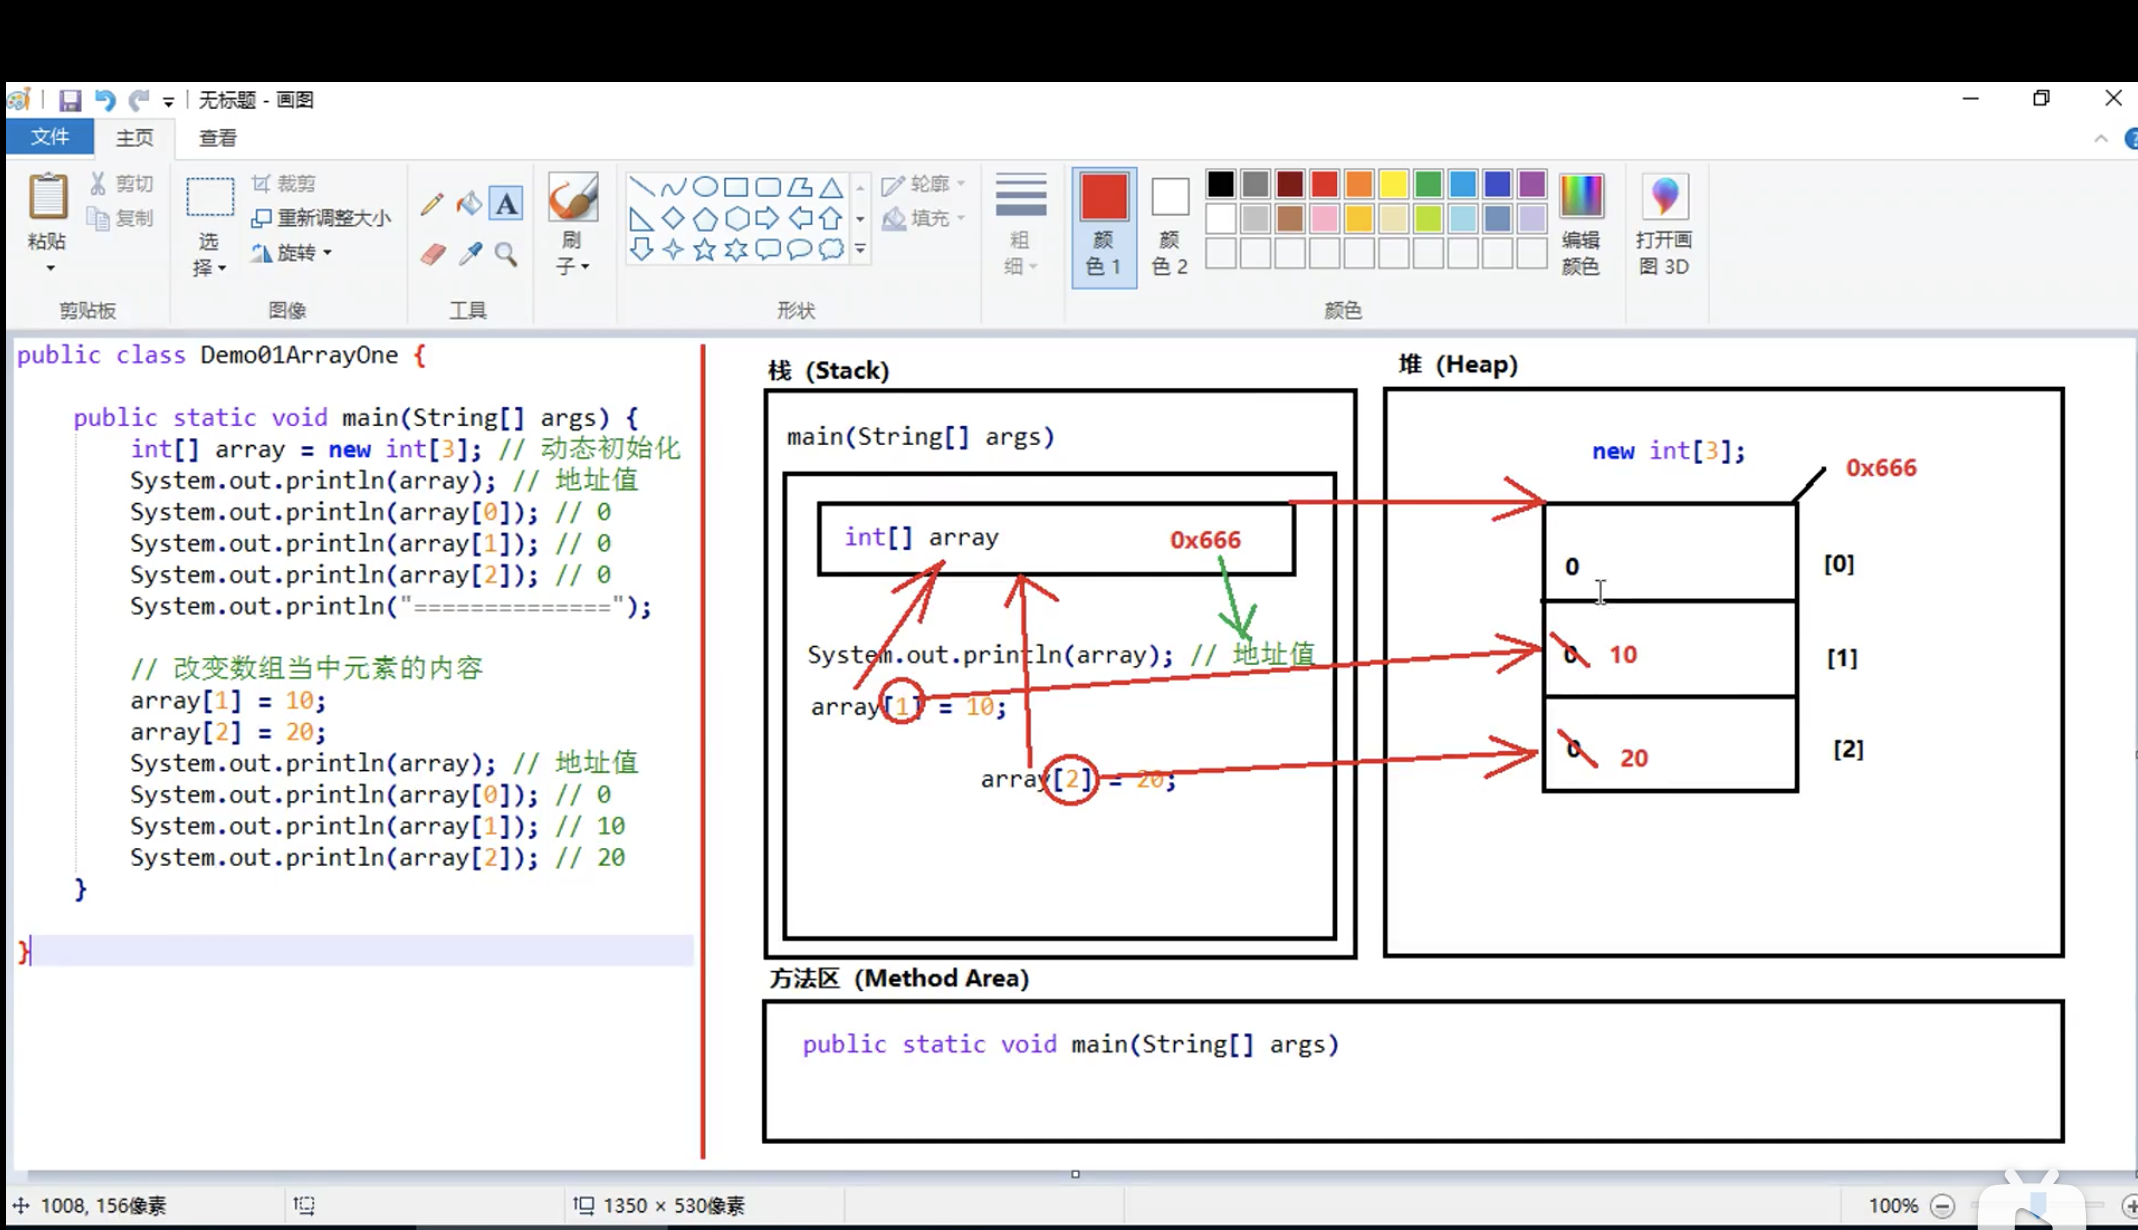 无标题 - 画图
文件 主页 查看
粘贴 剪切 复制 剪贴板
选择 裁剪 重新调整大小 旋转 图像
A
工具
刷子
形状
轮廓 填充
粗细
颜色 1
颜色 2
颜色
编辑颜色
打开画图 3D
public class Demo01ArrayOne {
public static void main(String[] args) {
int[] array = new int[3]; // 动态初始化
System.out.println(array); // 地址值
System.out.println(array[0]); // 0
System.out.println(array[1]); // 0
System.out.println(array[2]); // 0
System.out.println("==============");
// 改变数组当中元素的内容
array[1] = 10;
array[2] = 20;
System.out.println(array); // 地址值
System.out.println(array[0]); // 0
System.out.println(array[1]); // 10
System.out.println(array[2]); // 20
}
}
栈（Stack）
main(String[] args)
int[] array 0x666
System.out.println(array); // 地址值
array[1] = 10;
array[2] = 20;
堆（Heap）
new int[3];
0x666
0 [0]
0 10 [1]
0 20 [2]
方法区（Method Area）
public static void main(String[] args)
1008, 156像素
1350 × 530像素
100%